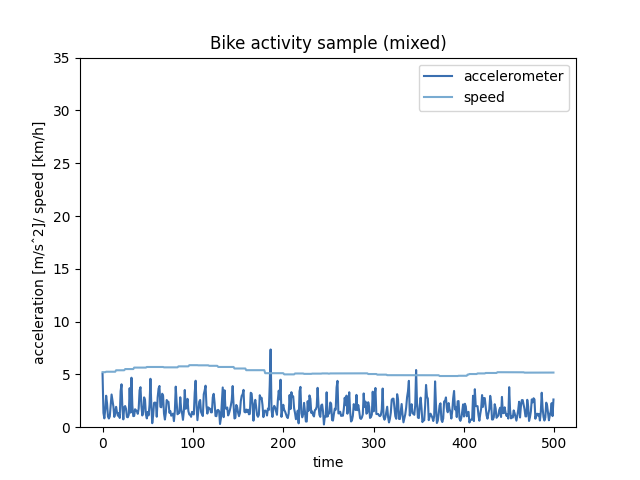 Bike activity sample (mixed)
accelerometer
speed
acceleration [m/sˆ2]/ speed [km/h]
35
30
25
20
15
10
5
0
0 100 200 300 400 500
time